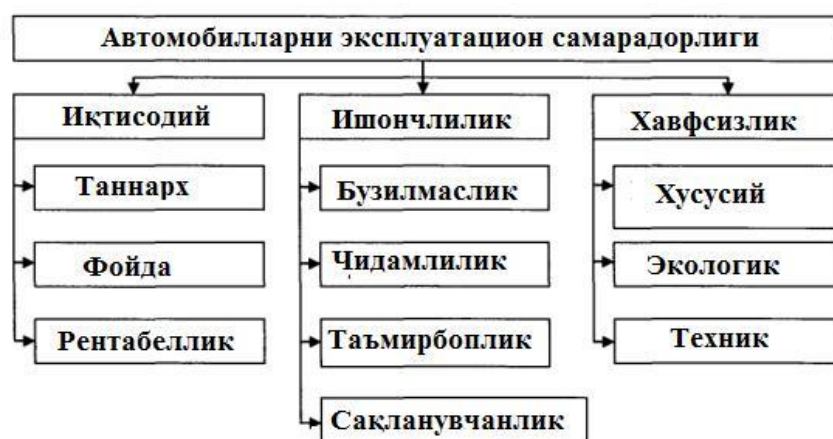 Автомобилларни эксплуатацион самарадорлиги
Иқтисодий
Ишончлилик
Хавфсизлик
Таннарх
Бузилмаслик
Хусусий
Фойда
Чидамлилик
Экологик
Рентабеллик
Таъмирбоплик
Техник
Сақланувчанлик